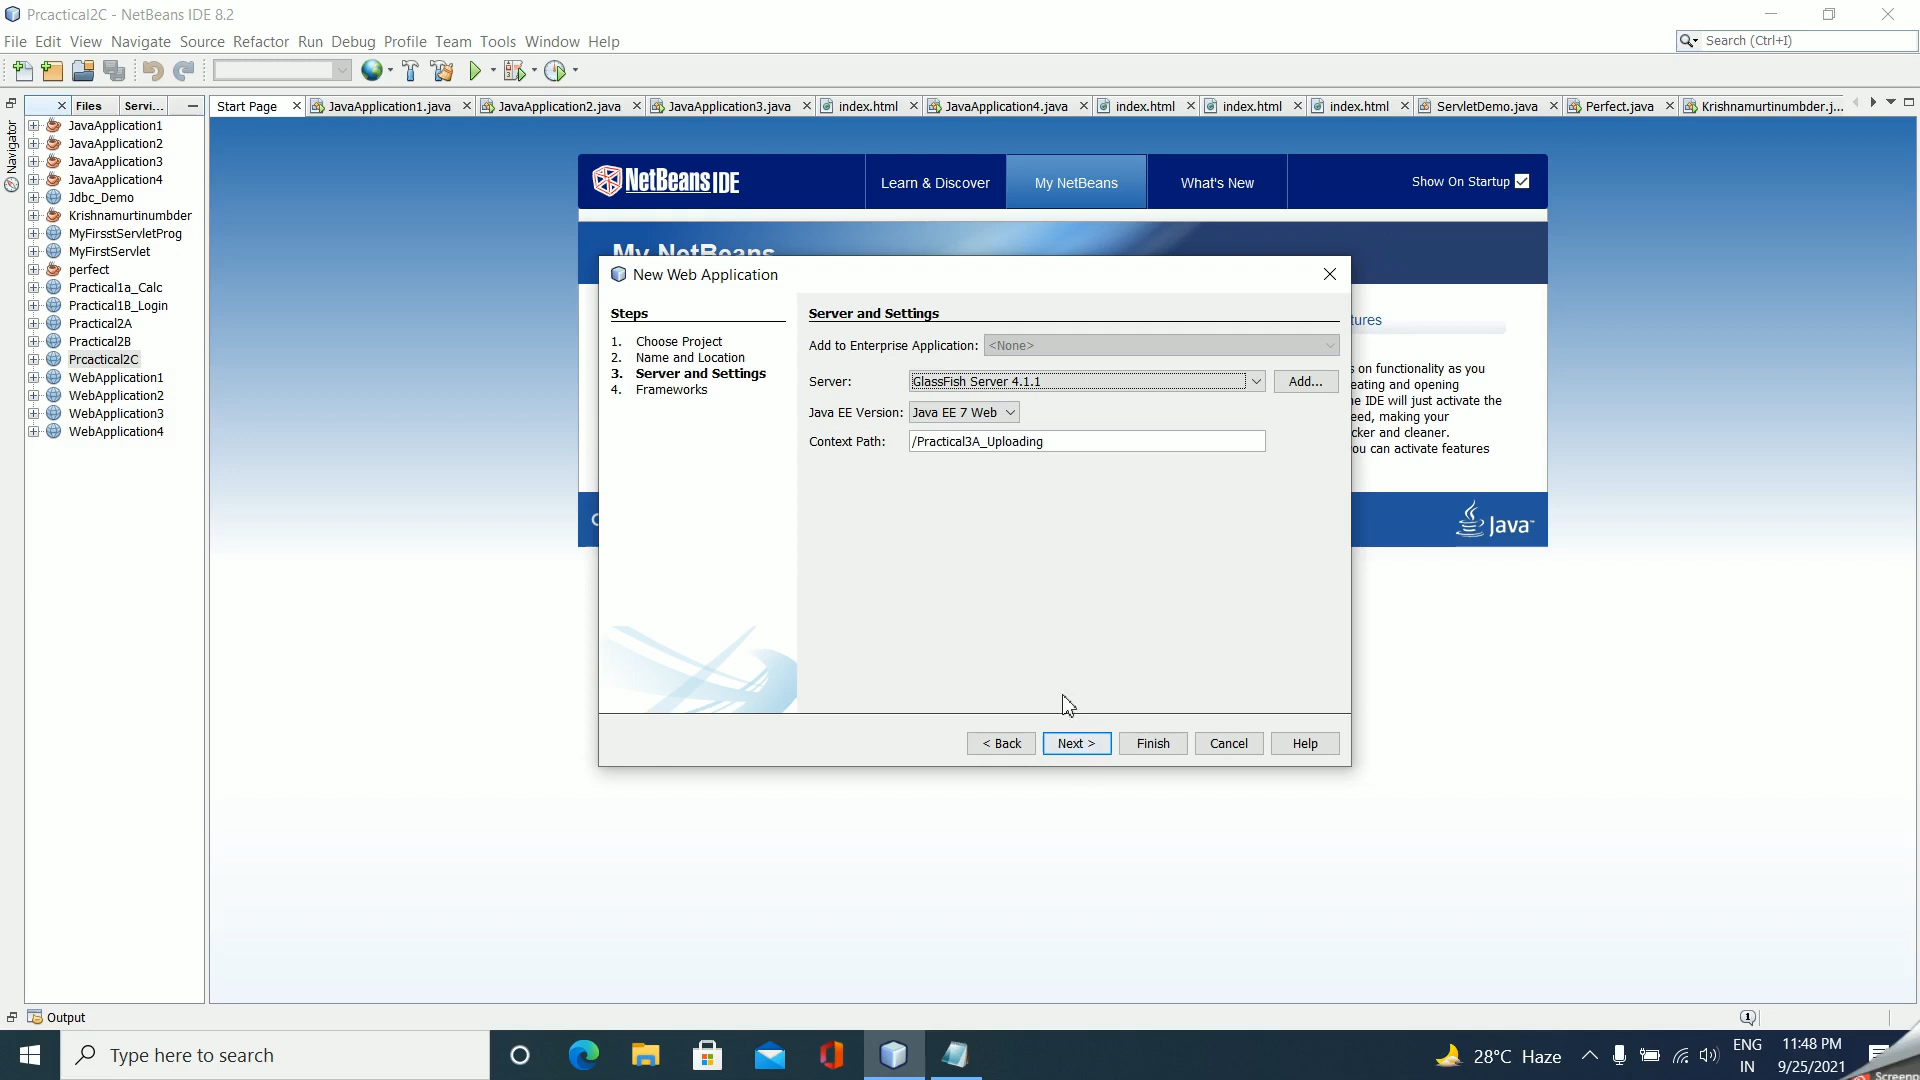 Prcactical2C - NetBeans IDE 8.2
File Edit View Navigate Source Refactor Run Debug Profile Team Tools Window Help
Search (Ctrl+I)
Files Servi...
Start Page JavaApplication1.java JavaApplication2.java JavaApplication3.java index.html JavaApplication4.java index.html index.html index.html ServletDemo.java Perfect.java Krishnamurtinumbder.j...
Navigator
JavaApplication1
JavaApplication2
JavaApplication3
JavaApplication4
Jdbc_Demo
Krishnamurtinumbder
MyFirsstServletProg
MyFirstServlet
perfect
Practical1a_Calc
Practical1B_Login
Practical2A
Practical2B
Prcactical2C
WebApplication1
WebApplication2
WebApplication3
WebApplication4
NetBeans IDE
Learn & Discover
My NetBeans
What's New
Show On Startup
My NetBeans
New Web Application
Steps
1. Choose Project
2. Name and Location
3. Server and Settings
4. Frameworks
Server and Settings
Add to Enterprise Application: <None>
Server: GlassFish Server 4.1.1 Add...
Java EE Version: Java EE 7 Web
Context Path: /Practical3A_Uploading
< Back Next > Finish Cancel Help
tures
s on functionality as you
eating and opening
e IDE will just activate the
eed, making your
cker and cleaner.
ou can activate features
Java
Output
1
Type here to search
28°C Haze
ENG
IN
11:48 PM
9/25/2021